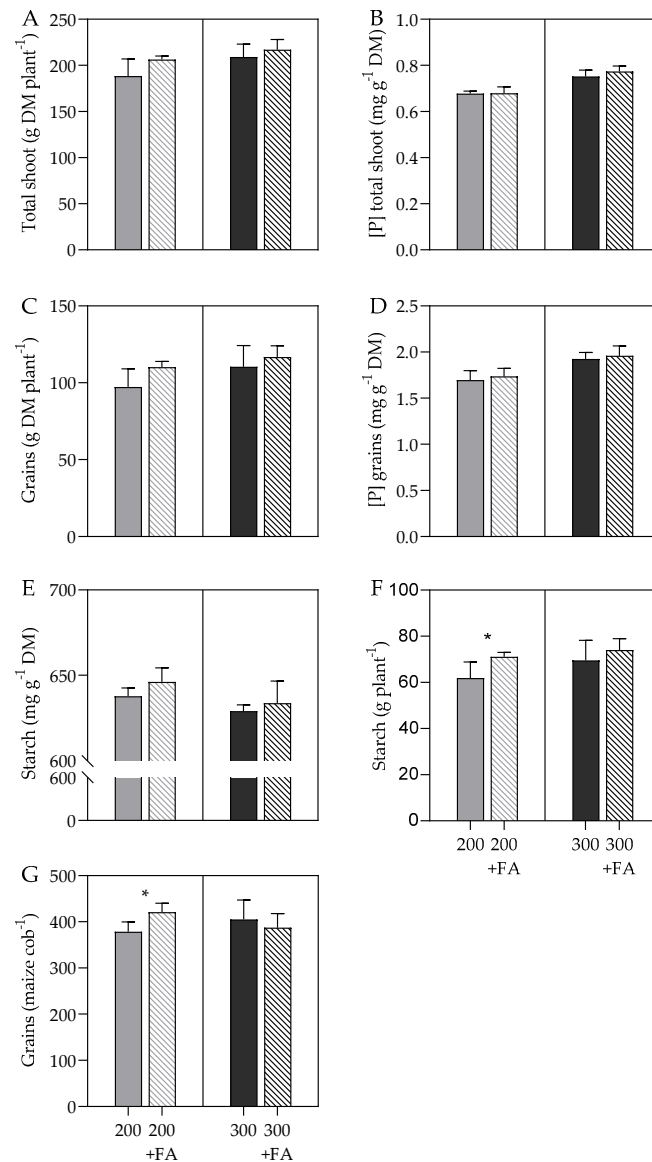 A
Total shoot (g DM plant-1)
250
200
150
100
50
0
B
[P] total shoot (mg g-1 DM)
1.0
0.8
0.6
0.4
0.2
0.0
C
Grains (g DM plant-1)
150
100
50
0
D
[P] grains (mg g-1 DM)
2.5
2.0
1.5
1.0
0.5
0.0
E
Starch (mg g-1 DM)
700
650
600
600
0
F
Starch (g plant-1)
100
80
60
40
20
0
*
200 200 300 300
+FA +FA
G
Grains (maize cob-1)
500
400
300
200
100
0
*
200 200 300 300
+FA +FA